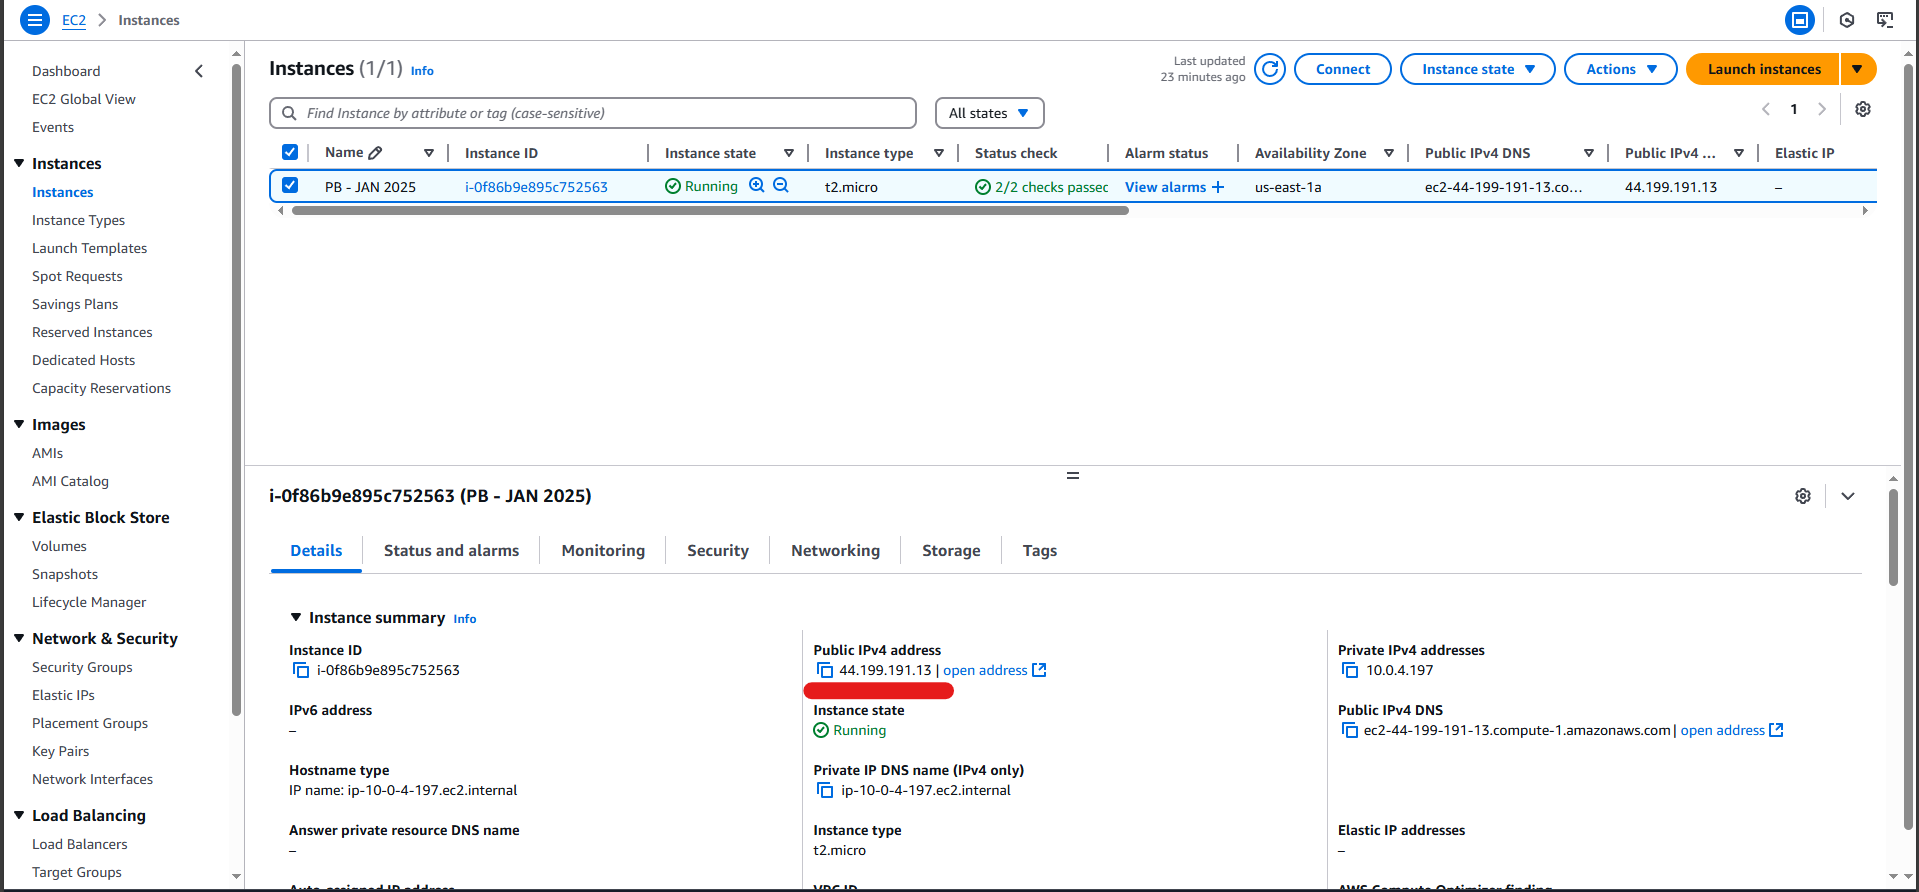 EC2 > Instances
Dashboard
EC2 Global View
Events
Instances
Instances
Instance Types
Launch Templates
Spot Requests
Savings Plans
Reserved Instances
Dedicated Hosts
Capacity Reservations
Images
AMIs
AMI Catalog
Elastic Block Store
Volumes
Snapshots
Lifecycle Manager
Network & Security
Security Groups
Elastic IPs
Placement Groups
Key Pairs
Network Interfaces
Load Balancing
Load Balancers
Target Groups
Instances (1/1) Info
Last updated
23 minutes ago
Connect Instance state Actions Launch instances
Find Instance by attribute or tag (case-sensitive) All states 1
Name Instance ID Instance state Instance type Status check Alarm status Availability Zone Public IPv4 DNS Public IPv4 ... Elastic IP
PB - JAN 2025 i-0f86b9e895c752563 Running t2.micro 2/2 checks passec View alarms + us-east-1a ec2-44-199-191-13.co... 44.199.191.13 –
i-0f86b9e895c752563 (PB - JAN 2025)
Details Status and alarms Monitoring Security Networking Storage Tags
Instance summary Info
Instance ID
i-0f86b9e895c752563
Public IPv4 address
44.199.191.13 | open address
Private IPv4 addresses
10.0.4.197
IPv6 address
–
Instance state
Running
Public IPv4 DNS
ec2-44-199-191-13.compute-1.amazonaws.com | open address
Hostname type
IP name: ip-10-0-4-197.ec2.internal
Private IP DNS name (IPv4 only)
ip-10-0-4-197.ec2.internal
Answer private resource DNS name
–
Instance type
t2.micro
Elastic IP addresses
–
Auto-assigned IP address
VPC ID
AWS Compute Optimizer finding